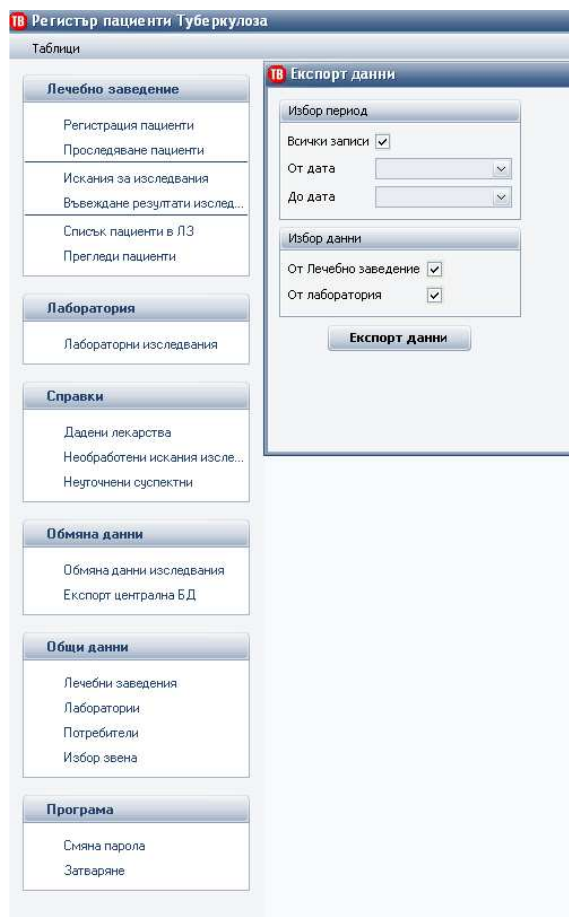 ТВ Регистър пациенти Туберкулоза
Таблици
Лечебно заведение
Регистрация пациенти
Проследяване пациенти
Искания за изследвания
Въвеждане резултати изслед...
Списък пациенти в ЛЗ
Прегледи пациенти
Лаборатория
Лабораторни изследвания
Справки
Дадени лекарства
Необработени искания изсле...
Неуточнени суспектни
Обмяна данни
Обмяна данни изследвания
Експорт централна БД
Общи данни
Лечебни заведения
Лаборатории
Потребители
Избор звена
Програма
Смяна парола
Затваряне
ТВ Експорт данни
Избор период
Всички записи
От дата
До дата
Избор данни
От Лечебно заведение
От лаборатория
Експорт данни